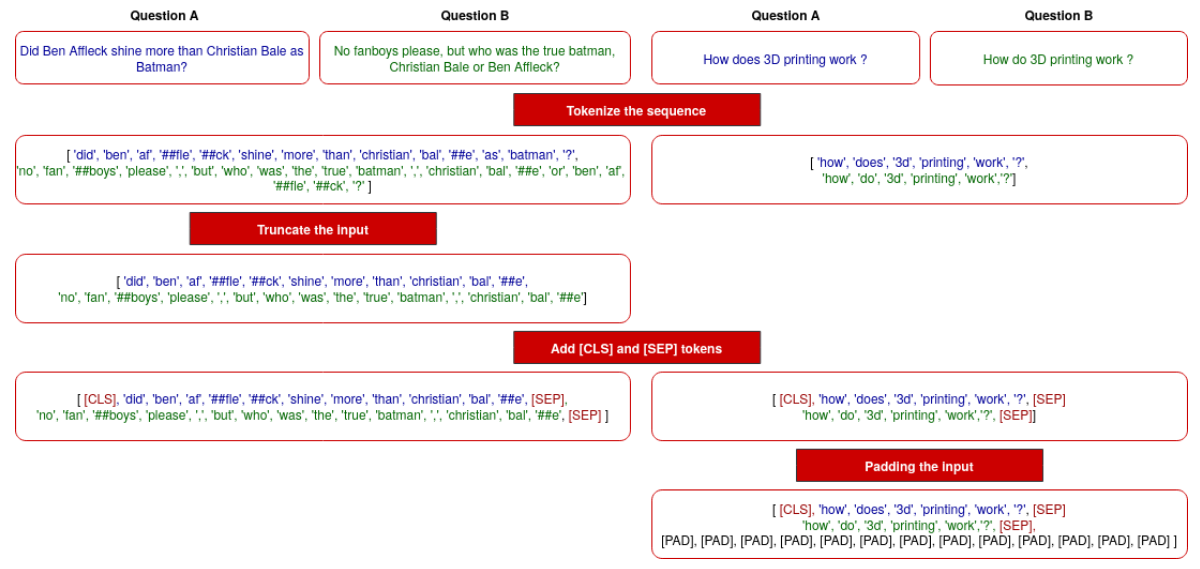 Question A
Question B
Question A
Question B
Did Ben Affleck shine more than Christian Bale as
Batman?
No fanboys please, but who was the true batman,
Christian Bale or Ben Affleck?
How does 3D printing work ?
How do 3D printing work ?
Tokenize the sequence
[ 'did', 'ben', 'af', '##fle', '##ck', 'shine', 'more', 'than', 'christian', 'bal', '##e', 'as', 'batman', '?',
'no', 'fan', '##boys', 'please', ',', 'but', 'who', 'was', 'the', 'true', 'batman', ',', 'christian', 'bal', '##e', 'or', 'ben', 'af',
'##fle', '##ck', '?' ]
[ 'how', 'does', '3d', 'printing', 'work', '?',
'how', 'do', '3d', 'printing', 'work','?']
Truncate the input
[ 'did', 'ben', 'af', '##fle', '##ck', 'shine', 'more', 'than', 'christian', 'bal', '##e',
'no', 'fan', '##boys', 'please', ',', 'but', 'who', 'was', 'the', 'true', 'batman', ',', 'christian', 'bal', '##e']
Add [CLS] and [SEP] tokens
[ [CLS], 'did', 'ben', 'af', '##fle', '##ck', 'shine', 'more', 'than', 'christian', 'bal', '##e', [SEP],
'no', 'fan', '##boys', 'please', ',', 'but', 'who', 'was', 'the', 'true', 'batman', ',', 'christian', 'bal', '##e', [SEP] ]
[ [CLS], 'how', 'does', '3d', 'printing', 'work', '?', [SEP]
'how', 'do', '3d', 'printing', 'work','?', [SEP]]
Padding the input
[ [CLS], 'how', 'does', '3d', 'printing', 'work', '?', [SEP]
'how', 'do', '3d', 'printing', 'work','?', [SEP],
[PAD], [PAD], [PAD], [PAD], [PAD], [PAD], [PAD], [PAD], [PAD], [PAD], [PAD], [PAD], [PAD] ]